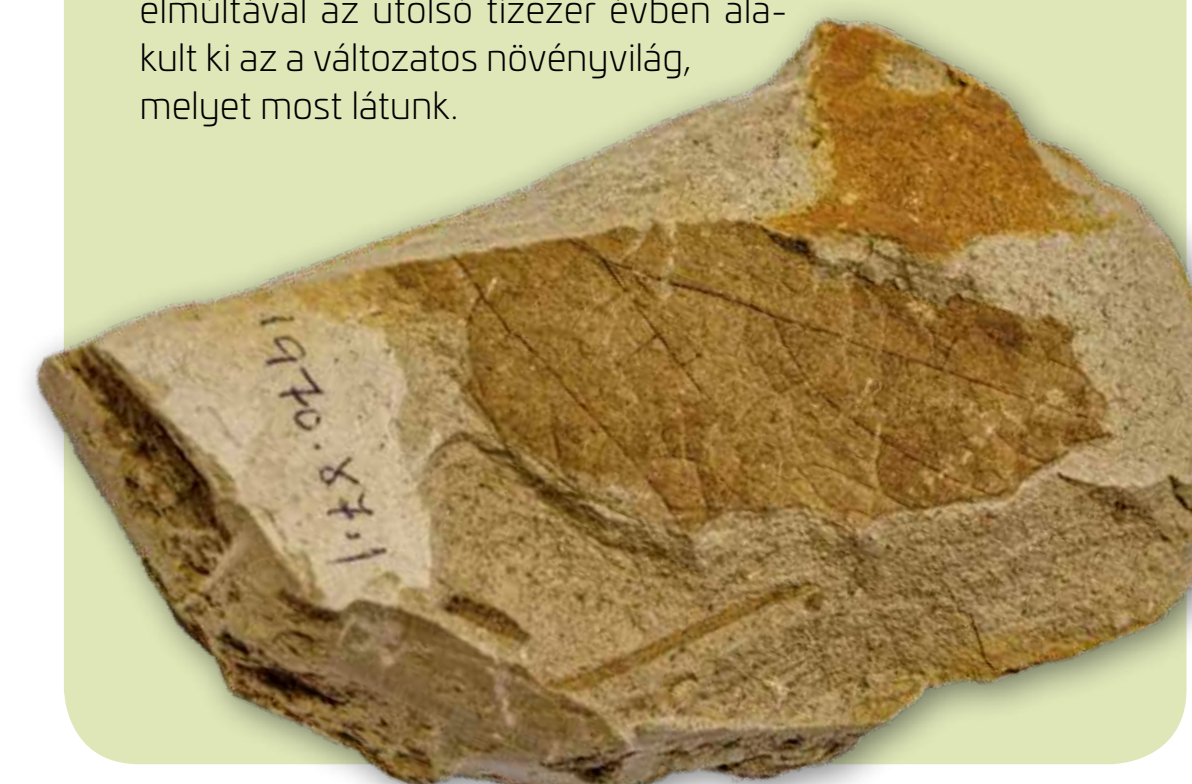 elmúltával az utolsó tízezer évben ala-
kult ki az a változatos növényvilág,
melyet most látunk.
1970.87.1